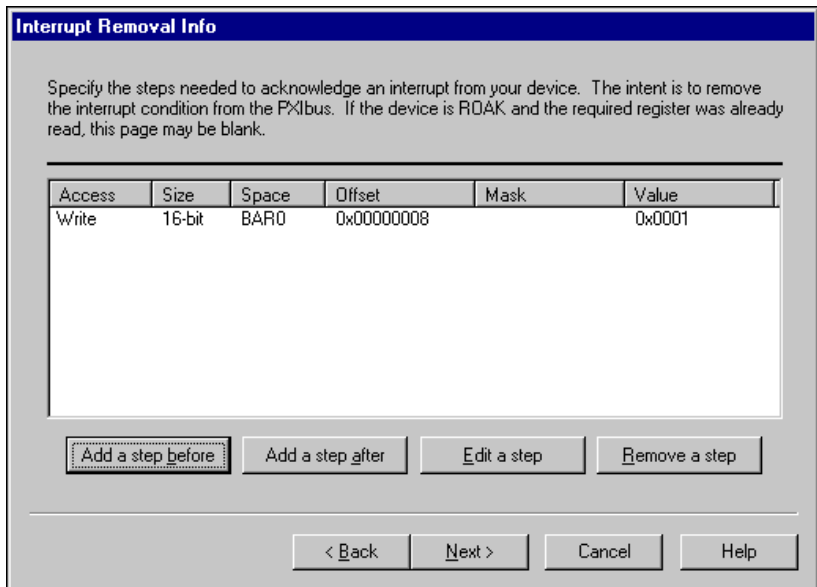 Interrupt Removal Info
Specify the steps needed to acknowledge an interrupt from your device. The intent is to remove
the interrupt condition from the PXIbus. If the device is ROAK and the required register was already
read, this page may be blank.
Access Size Space Offset Mask Value
Write 16-bit BAR0 0x00000008 0x0001
Add a step before Add a step after Edit a step Remove a step
< Back Next > Cancel Help